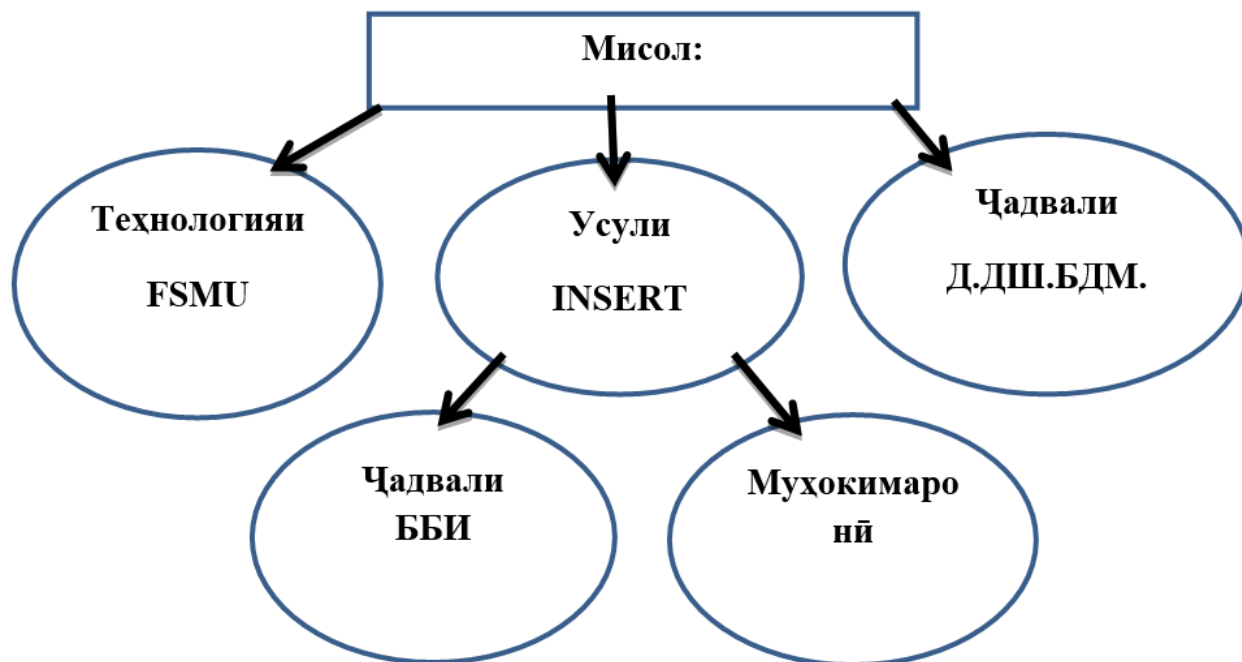 Мисол:
Теҳнологияи
FSMU
Усули
INSERT
Ҷадвали
Д.ДШ.БДМ.
Ҷадвали
ББИ
Муҳокимаро
нӣ